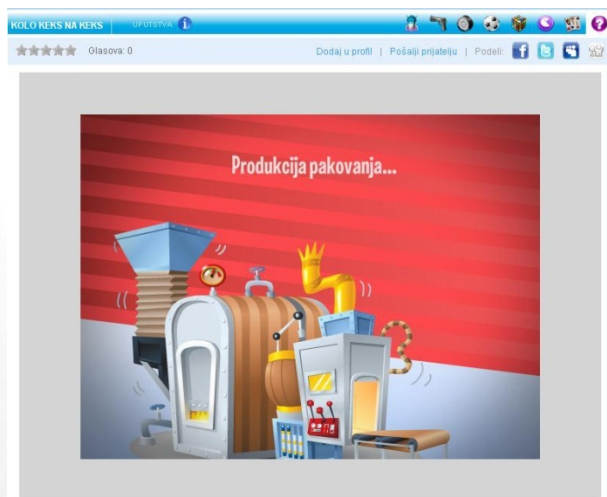 KOLO KEKS NA KEKS UPUTSTVA i
?
Glasova: 0 Dodaj u profil | Pošalji prijatelju | Podeli:
Produkcija pakovanja...